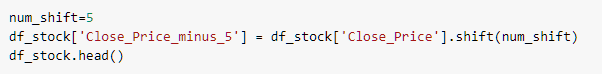 num_shift=5
df_stock['Close_Price_minus_5'] = df_stock['Close_Price'].shift(num_shift)
df_stock.head()